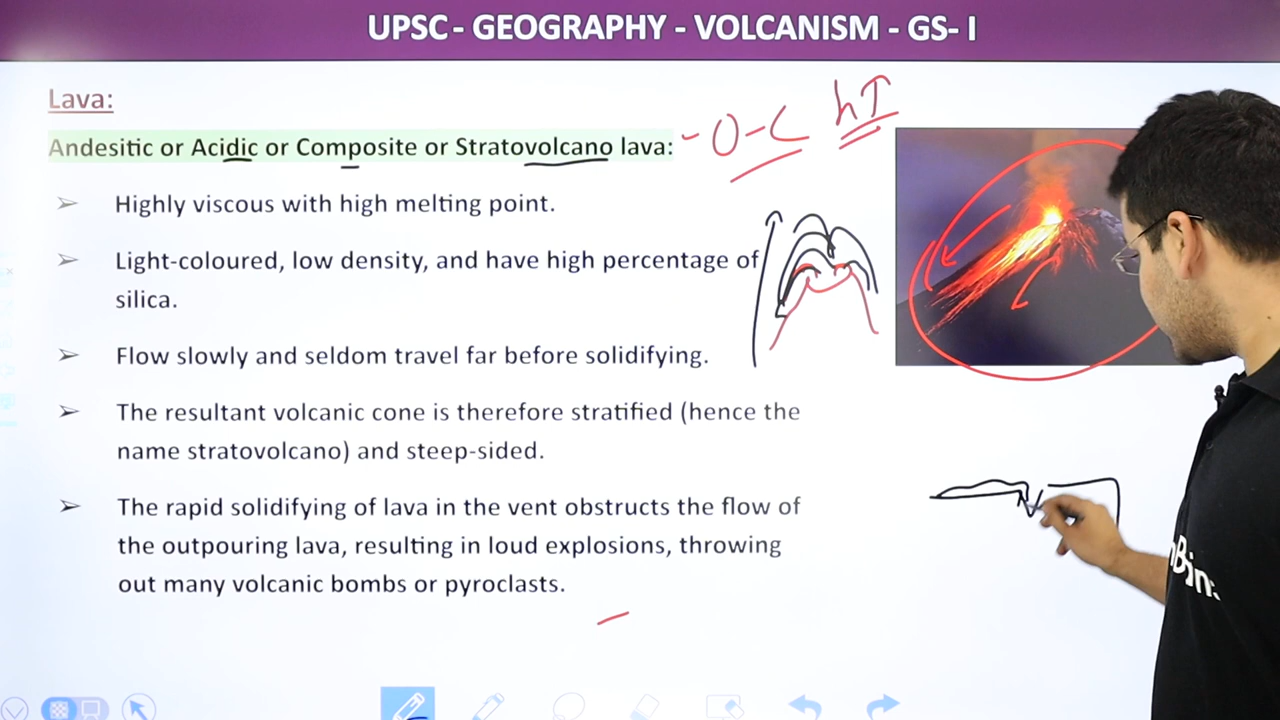 UPSC - GEOGRAPHY - VOLCANISM - GS- I
Lava:
Andesitic or Acidic or Composite or Stratovolcano lava: - O-C h↑
➢ Highly viscous with high melting point.
➢ Light-coloured, low density, and have high percentage of
silica.
➢ Flow slowly and seldom travel far before solidifying.
➢ The resultant volcanic cone is therefore stratified (hence the
name stratovolcano) and steep-sided.
➢ The rapid solidifying of lava in the vent obstructs the flow of
the outpouring lava, resulting in loud explosions, throwing
out many volcanic bombs or pyroclasts.